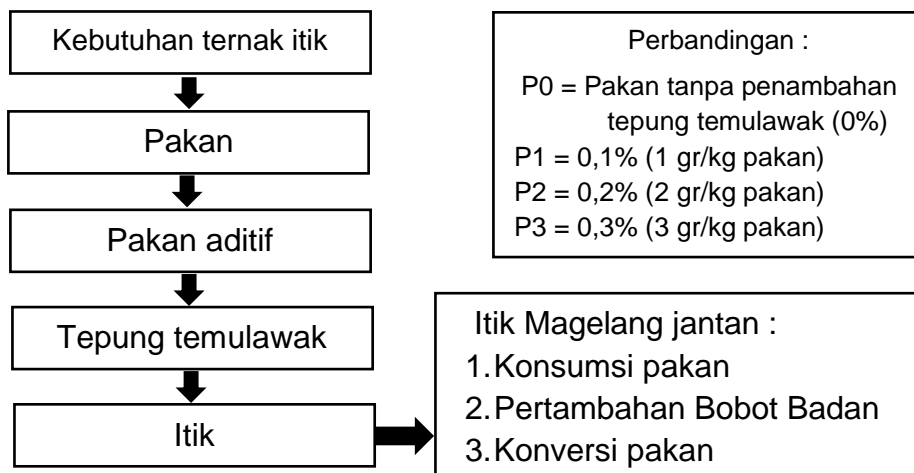 Kebutuhan ternak itik
Pakan
Pakan aditif
Tepung temulawak
Itik
Perbandingan :
P0 = Pakan tanpa penambahan
tepung temulawak (0%)
P1 = 0,1% (1 gr/kg pakan)
P2 = 0,2% (2 gr/kg pakan)
P3 = 0,3% (3 gr/kg pakan)
Itik Magelang jantan :
1.Konsumsi pakan
2.Pertambahan Bobot Badan
3.Konversi pakan